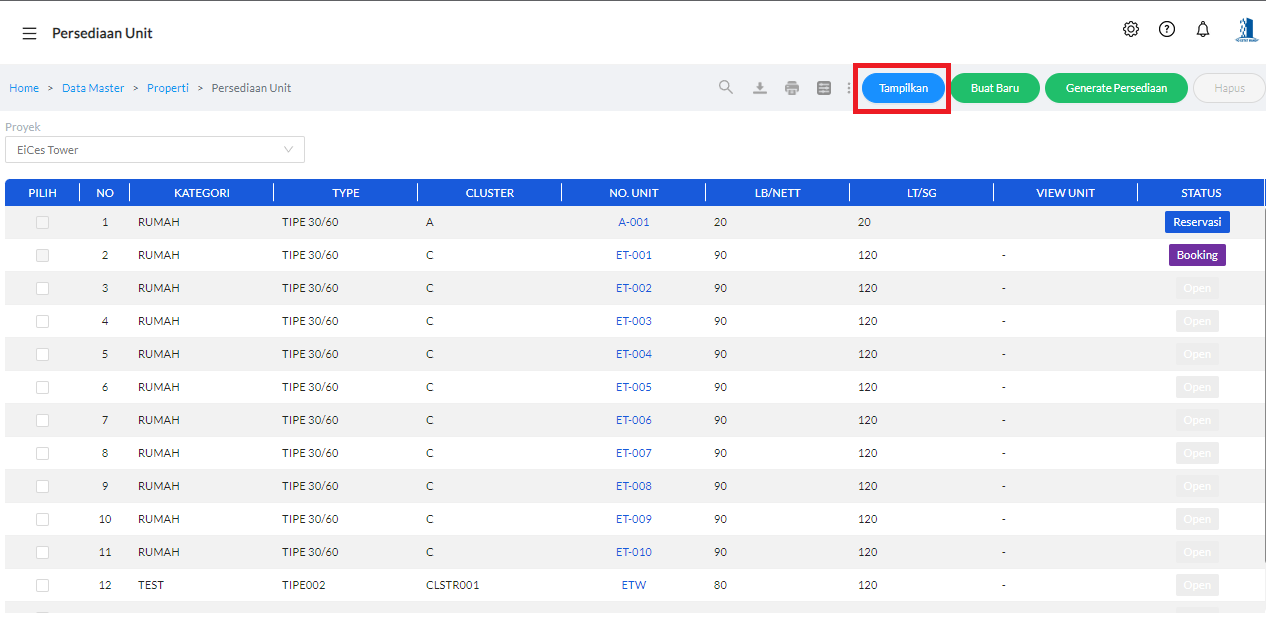 Persediaan Unit
Home > Data Master > Properti > Persediaan Unit
Tampilkan Buat Baru Generate Persediaan Hapus
Proyek
EiCes Tower
PILIH NO KATEGORI TYPE CLUSTER NO. UNIT LB/NETT LT/SG VIEW UNIT STATUS
1 RUMAH TIPE 30/60 A A-001 20 20 Reservasi
2 RUMAH TIPE 30/60 C ET-001 90 120 - Booking
3 RUMAH TIPE 30/60 C ET-002 90 120 - Open
4 RUMAH TIPE 30/60 C ET-003 90 120 - Open
5 RUMAH TIPE 30/60 C ET-004 90 120 - Open
6 RUMAH TIPE 30/60 C ET-005 90 120 - Open
7 RUMAH TIPE 30/60 C ET-006 90 120 - Open
8 RUMAH TIPE 30/60 C ET-007 90 120 - Open
9 RUMAH TIPE 30/60 C ET-008 90 120 - Open
10 RUMAH TIPE 30/60 C ET-009 90 120 - Open
11 RUMAH TIPE 30/60 C ET-010 90 120 - Open
12 TEST TIPE002 CLSTR001 ETW 80 120 - Open